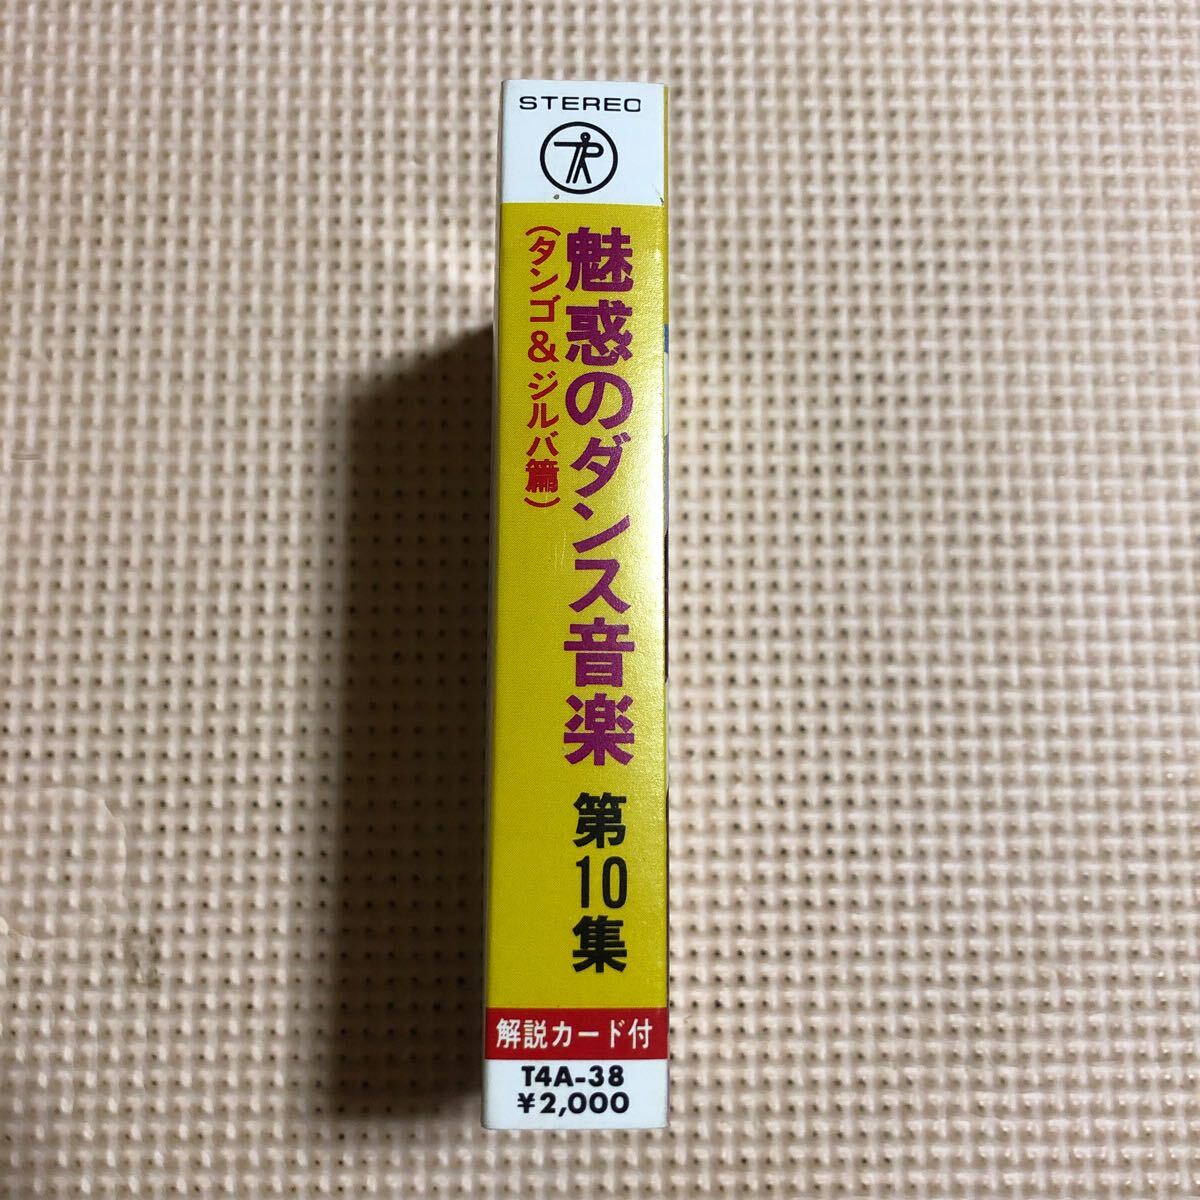 STEREO
TR
魅惑のダンス音楽 第10集
(タンゴ&ジルバ篇)
解説カード付
T4A-38
¥2,000